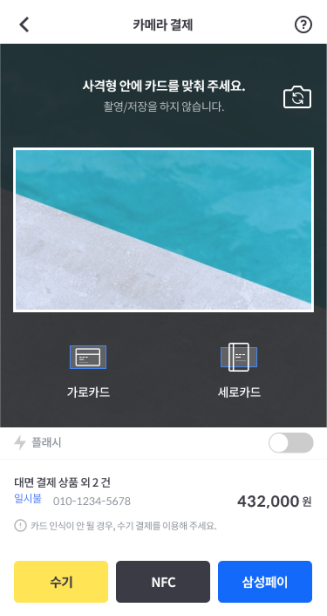 카메라 결제
사각형 안에 카드를 맞춰 주세요.
촬영/저장을 하지 않습니다.
가로카드
세로카드
플래시
대면 결제 상품 외 2 건
일시불 010-1234-5678
432,000 원
카드 인식이 안 될 경우, 수기 결제를 이용해 주세요.
수기 NFC 삼성페이